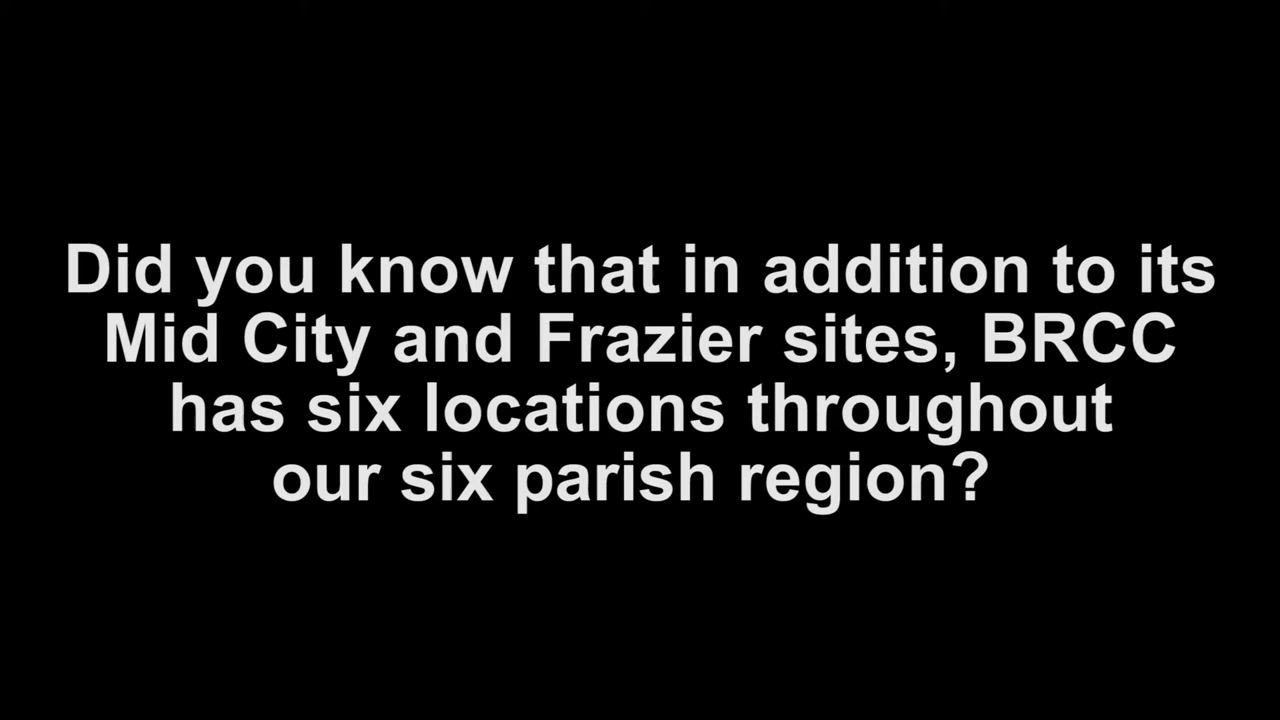 Did you know that in addition to its
Mid City and Frazier sites, BRCC
has six locations throughout
our six parish region?